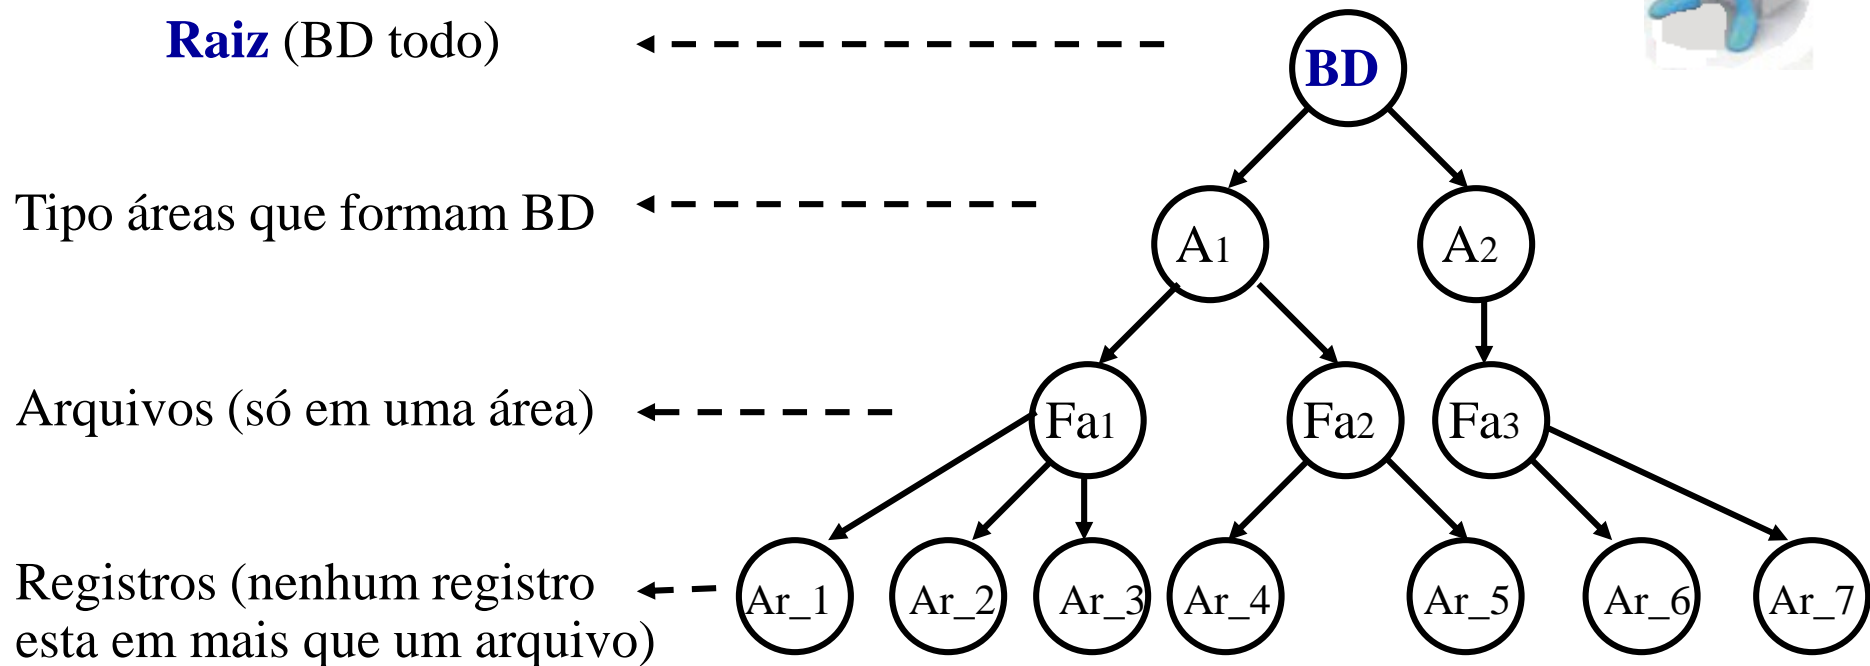 Raiz (BD todo)
BD
Tipo áreas que formam BD
A1
A2
Arquivos (só em uma área)
Fa1
Fa2
Fa3
Registros (nenhum registro
esta em mais que um arquivo)
Ar_1
Ar_2
Ar_3
Ar_4
Ar_5
Ar_6
Ar_7